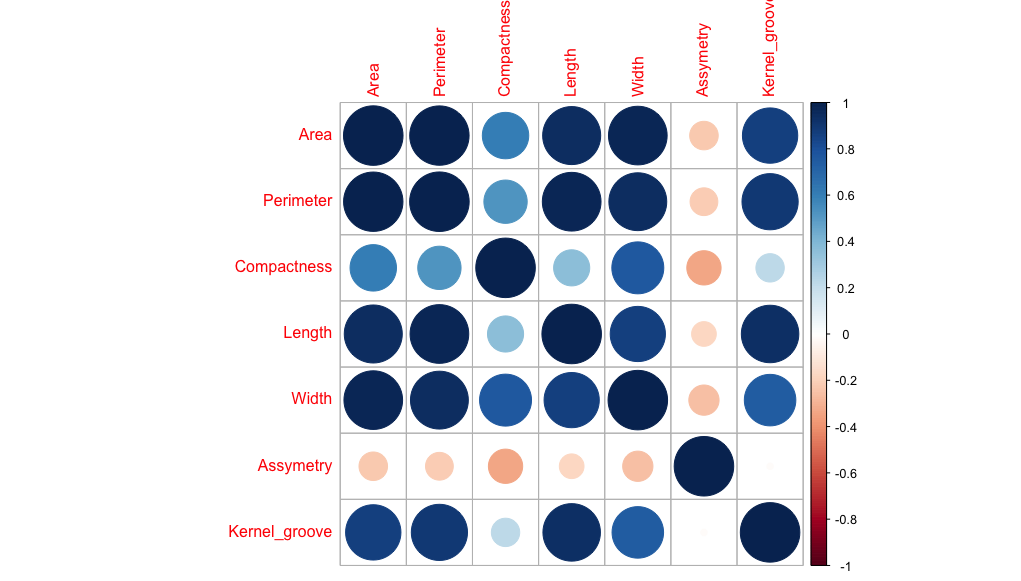 Area
Perimeter
Compactness
Length
Width
Assymetry
Kernel_groove
Area
Perimeter
Compactness
Length
Width
Assymetry
Kernel_groove
1
0.8
0.6
0.4
0.2
0
-0.2
-0.4
-0.6
-0.8
-1